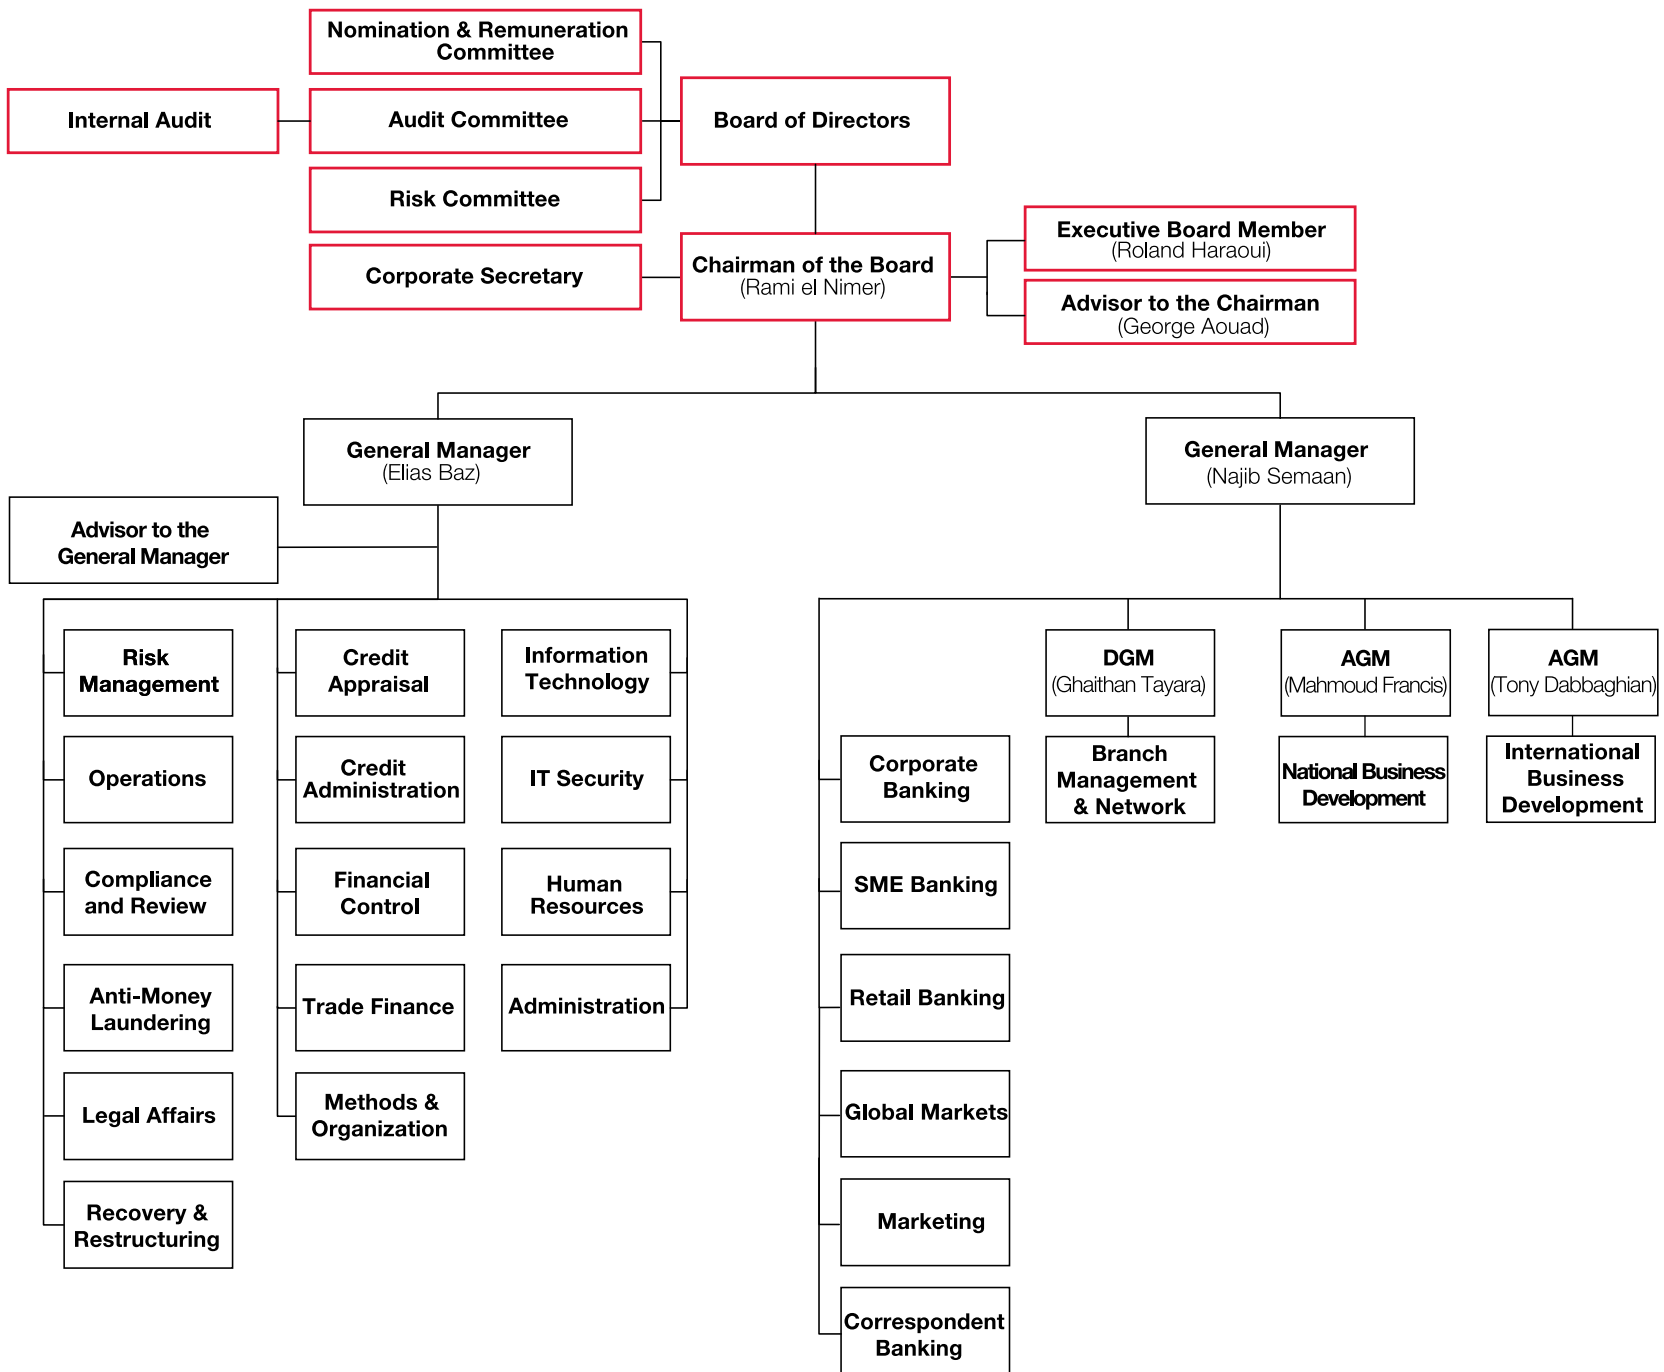 Nomination & Remuneration
Committee
Internal Audit
Audit Committee
Board of Directors
Risk Committee
Corporate Secretary
Chairman of the Board
(Rami el Nimer)
Executive Board Member
(Roland Haraoui)
Advisor to the Chairman
(George Aouad)
General Manager
(Elias Baz)
General Manager
(Najib Semaan)
Advisor to the
General Manager
Risk
Management
Operations
Compliance
and Review
Anti-Money
Laundering
Legal Affairs
Recovery &
Restructuring
Credit
Appraisal
Credit
Administration
Financial
Control
Trade Finance
Methods &
Organization
Information
Technology
IT Security
Human
Resources
Administration
Corporate
Banking
SME Banking
Retail Banking
Global Markets
Marketing
Correspondent
Banking
DGM
(Ghaithan Tayara)
Branch
Management
& Network
AGM
(Mahmoud Francis)
National Business
Development
AGM
(Tony Dabbaghian)
International
Business
Development